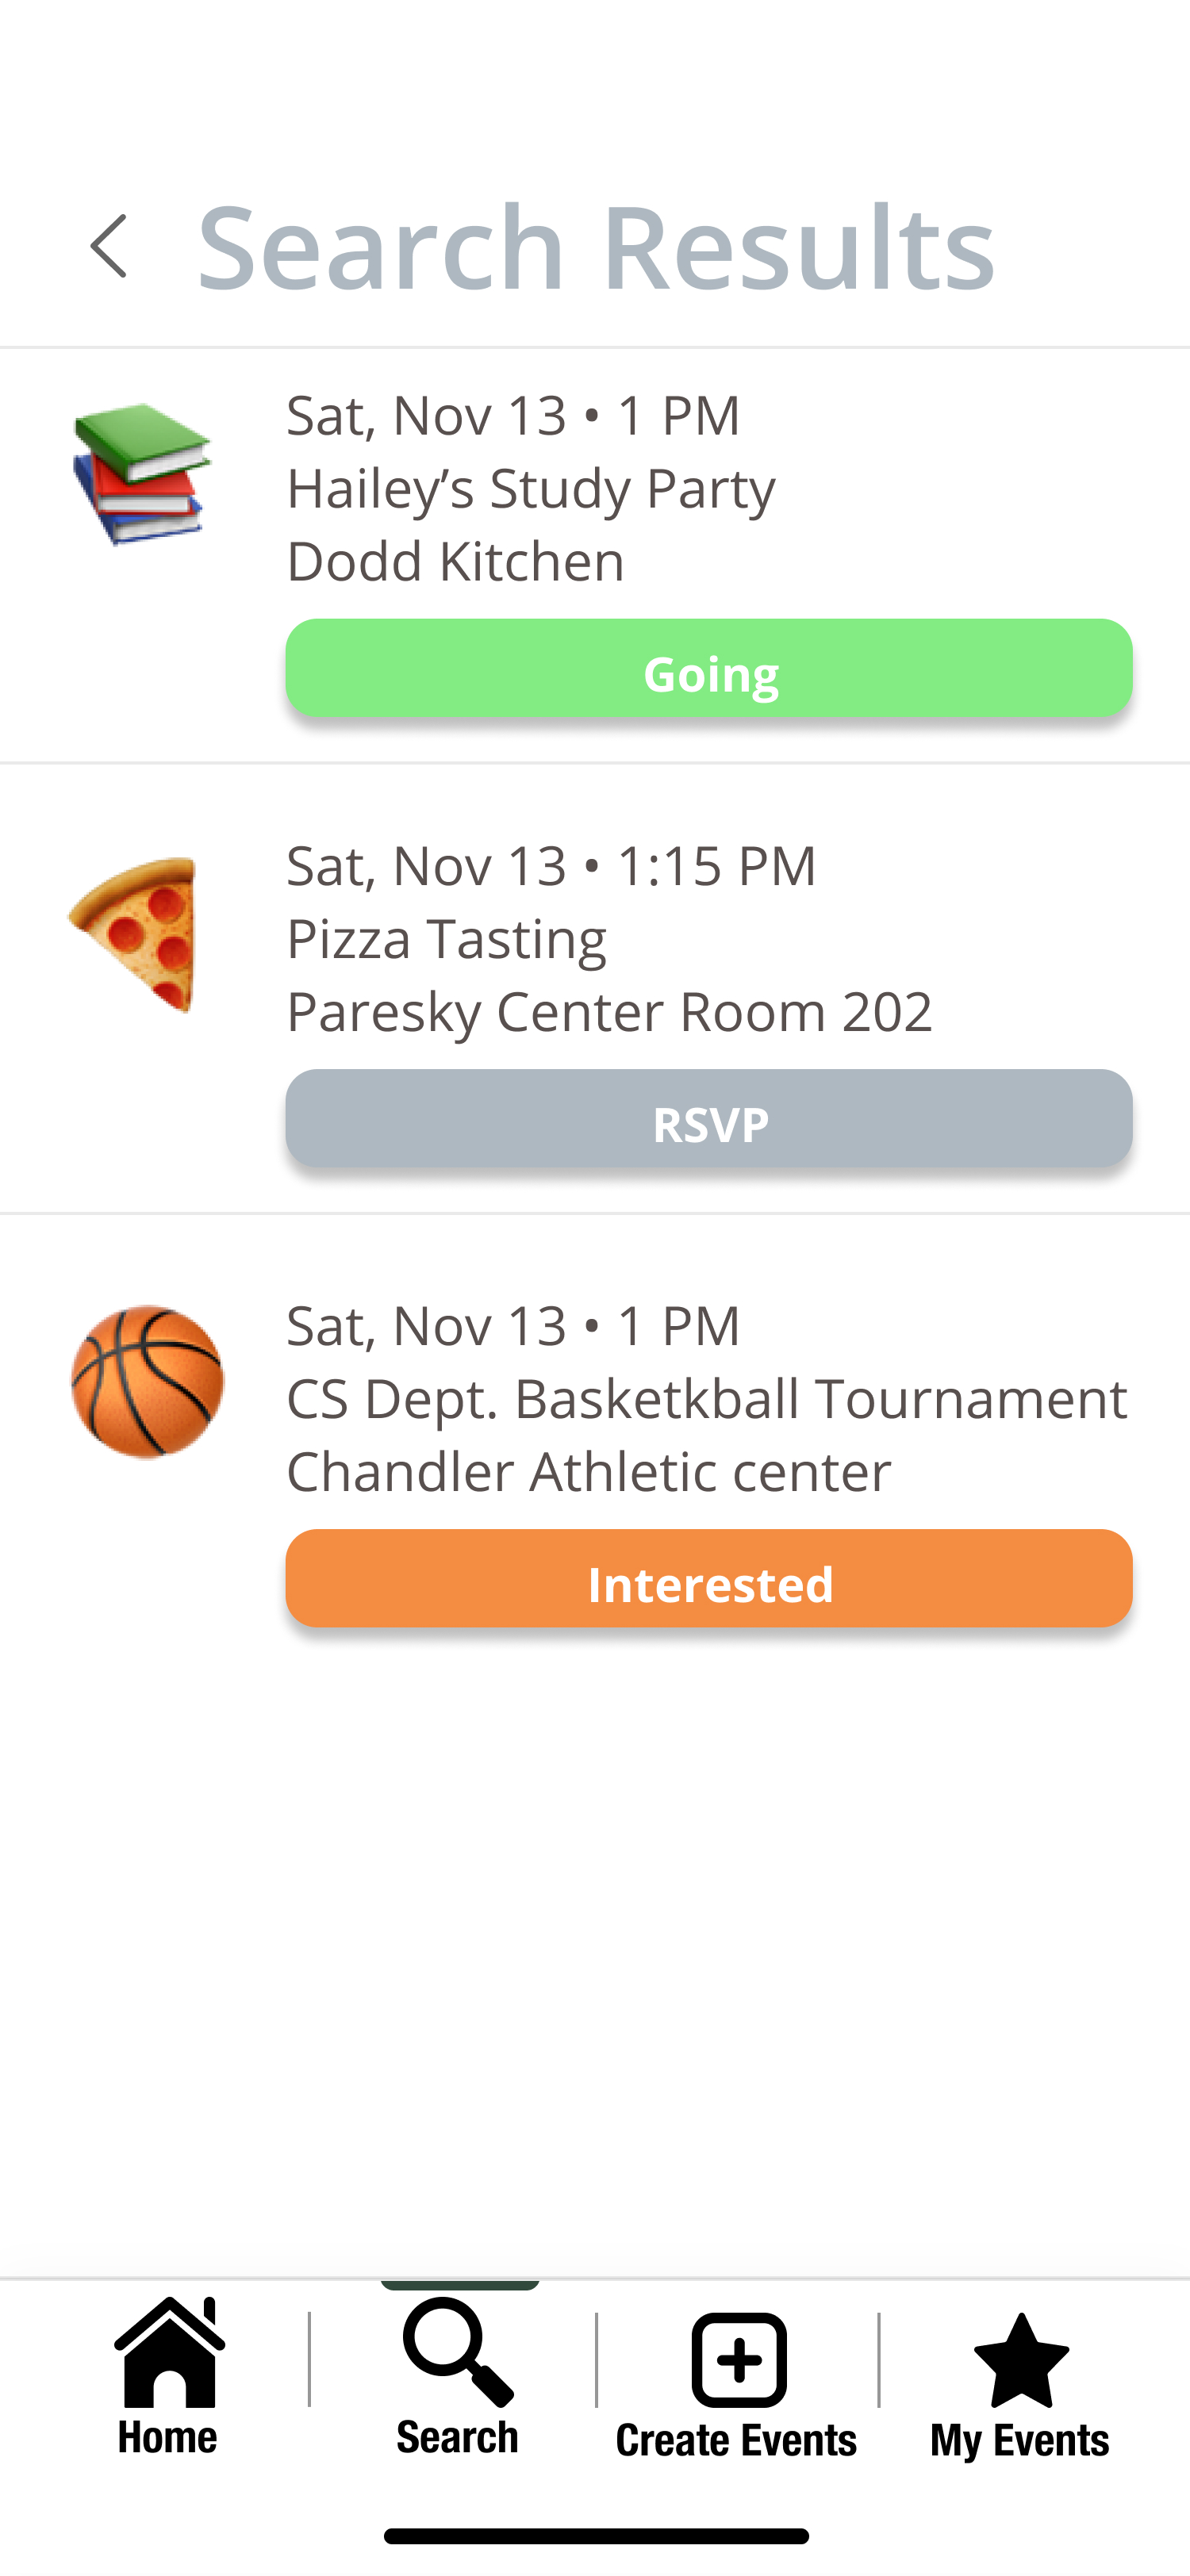 Search Results
Sat, Nov 13 • 1 PM
Hailey’s Study Party
Dodd Kitchen
Going
Sat, Nov 13 • 1:15 PM
Pizza Tasting
Paresky Center Room 202
RSVP
Sat, Nov 13 • 1 PM
CS Dept. Basketkball Tournament
Chandler Athletic center
Interested
Home
Search
Create Events
My Events